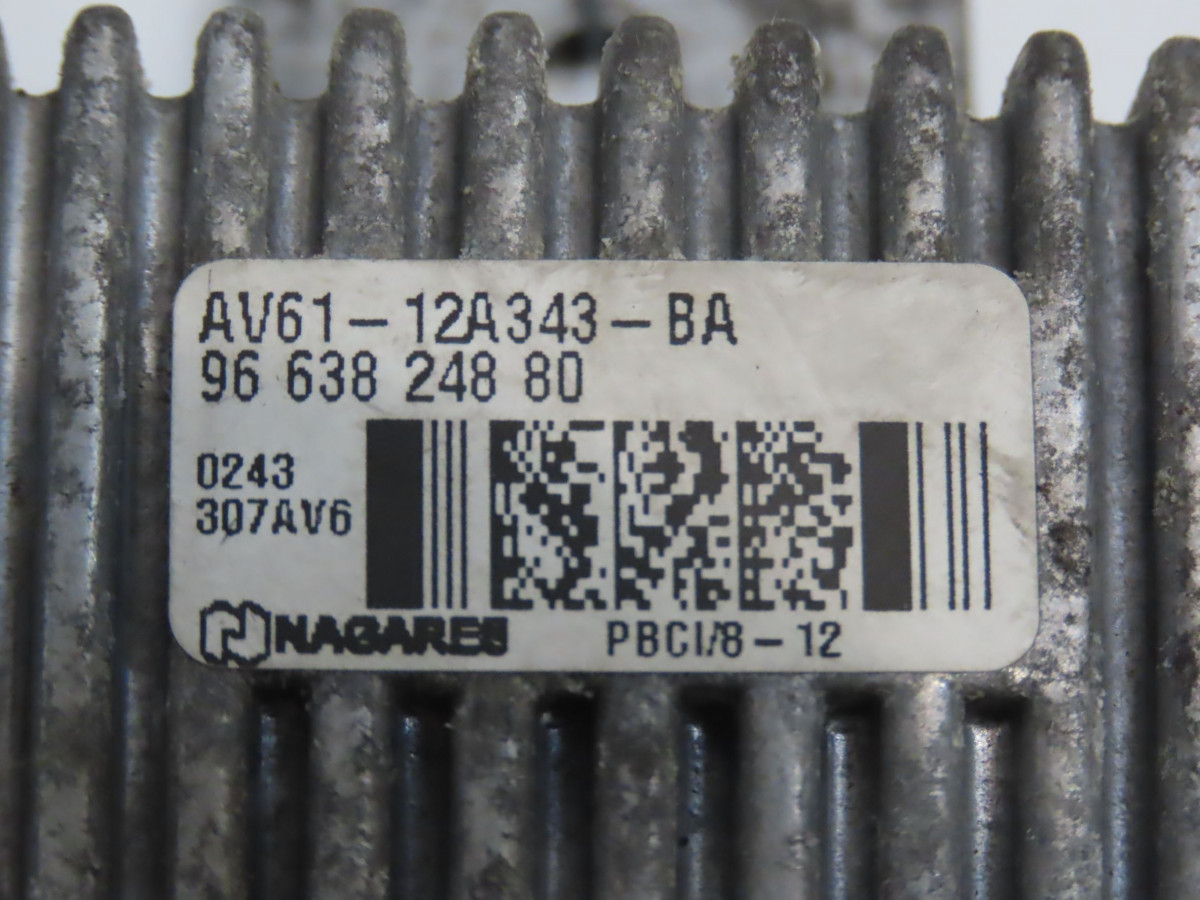 AV61-12A343-BA
96 638 248 80
0243
307AV6
NAGARES PBCI/8-12